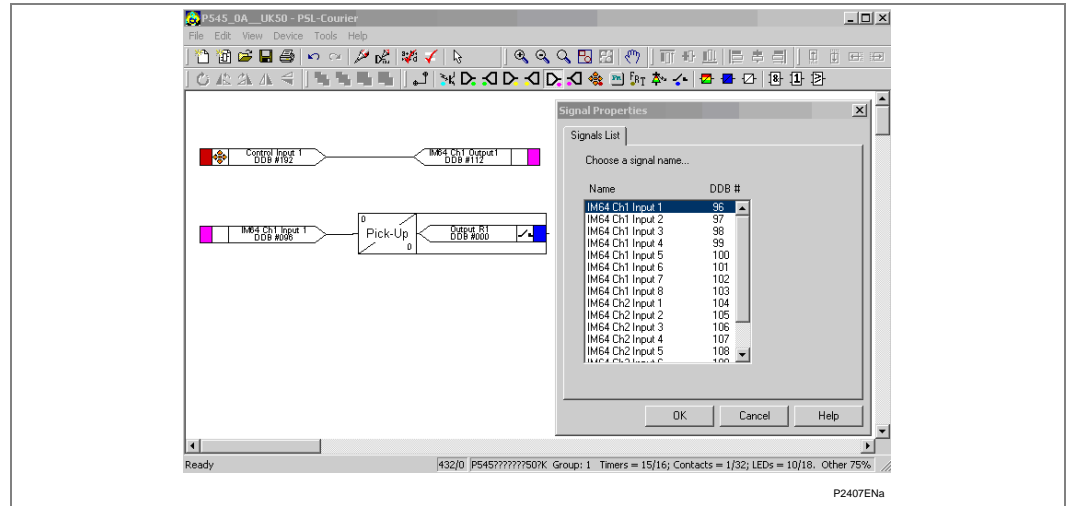 P545_0A__UK50 - PSL-Courier
File Edit View Device Tools Help
Control Input 1
DDB #192
IM64 Ch1 Output1
DDB #112
IM64 Ch1 Input 1
DDB #096
0
Pick-Up
0
Output R1
DDB #000
Signal Properties
Signals List
Choose a signal name...
Name DDB #
IM64 Ch1 Input 1 96
IM64 Ch1 Input 2 97
IM64 Ch1 Input 3 98
IM64 Ch1 Input 4 99
IM64 Ch1 Input 5 100
IM64 Ch1 Input 6 101
IM64 Ch1 Input 7 102
IM64 Ch1 Input 8 103
IM64 Ch2 Input 1 104
IM64 Ch2 Input 2 105
IM64 Ch2 Input 3 106
IM64 Ch2 Input 4 107
IM64 Ch2 Input 5 108
OK Cancel Help
Ready 432/0 P545???????50?K Group: 1 Timers = 15/16; Contacts = 1/32; LEDs = 10/18. Other 75%
P2407ENa